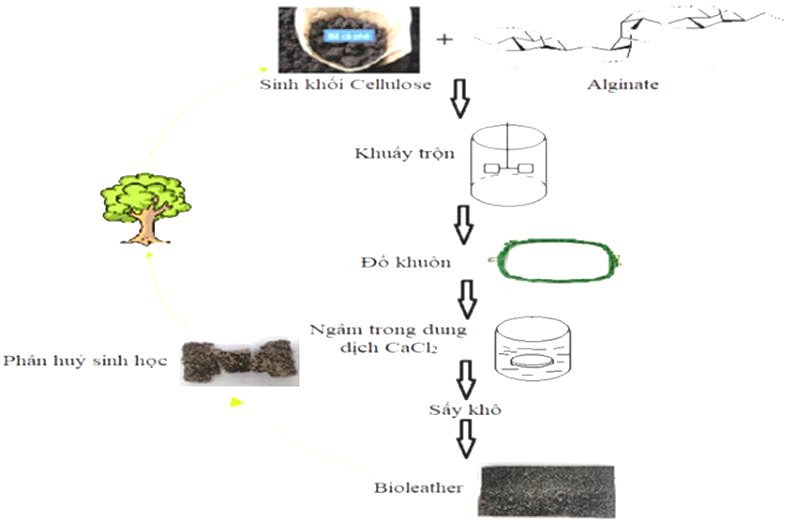 Bã cà phê
+
Sinh khối Cellulose
Alginate
Khuấy trộn
Đổ khuôn
Ngâm trong dung
dịch CaCl₂
Phân huỷ sinh học
Sấy khô
Bioleather